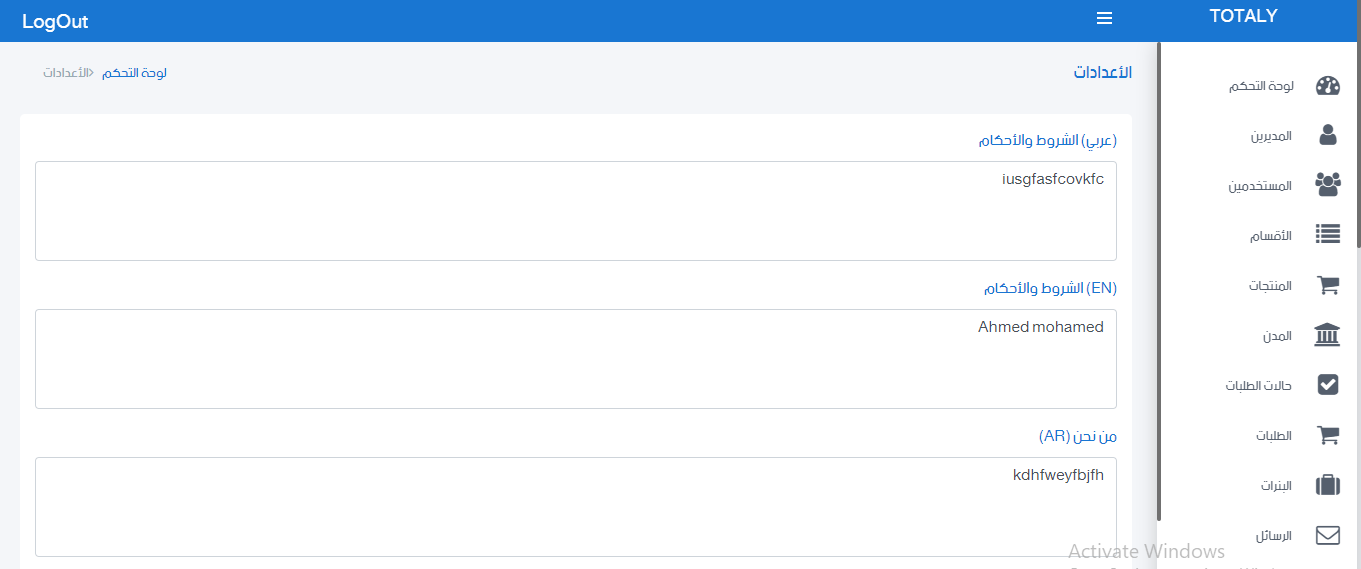 LogOut
TOTALY
الأعدادات
لوحة التحكم
الأعدادات
(عربي) الشروط والأحكام
iusgfasfcovkfc
(EN) الشروط والأحكام
Ahmed mohamed
من نحن (AR)
kdhfweyfbjfh
لوحة التحكم
المديرين
المستخدمين
الأقسام
المنتجات
المدن
حالات الطلبات
الطلبات
البنرات
الرسائل
Activate Windows